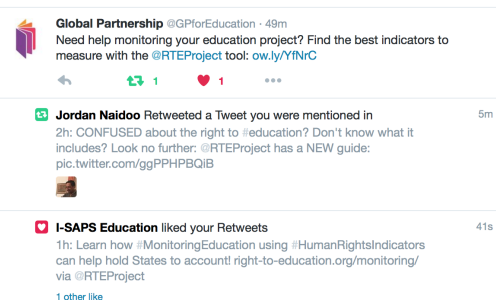 Global Partnership @GPforEducation · 49m
Need help monitoring your education project? Find the best indicators to
measure with the @RTEProject tool: ow.ly/YfNrC
1 1
Jordan Naidoo Retweeted a Tweet you were mentioned in 5m
2h: CONFUSED about the right to #education? Don't know what it
includes? Look no further: @RTEProject has a NEW guide:
pic.twitter.com/ggPPHPBQiB
I-SAPS Education liked your Retweets 41s
1h: Learn how #MonitoringEducation using #HumanRightsIndicators
can help hold States to account! right-to-education.org/monitoring/
via @RTEProject
1 other like